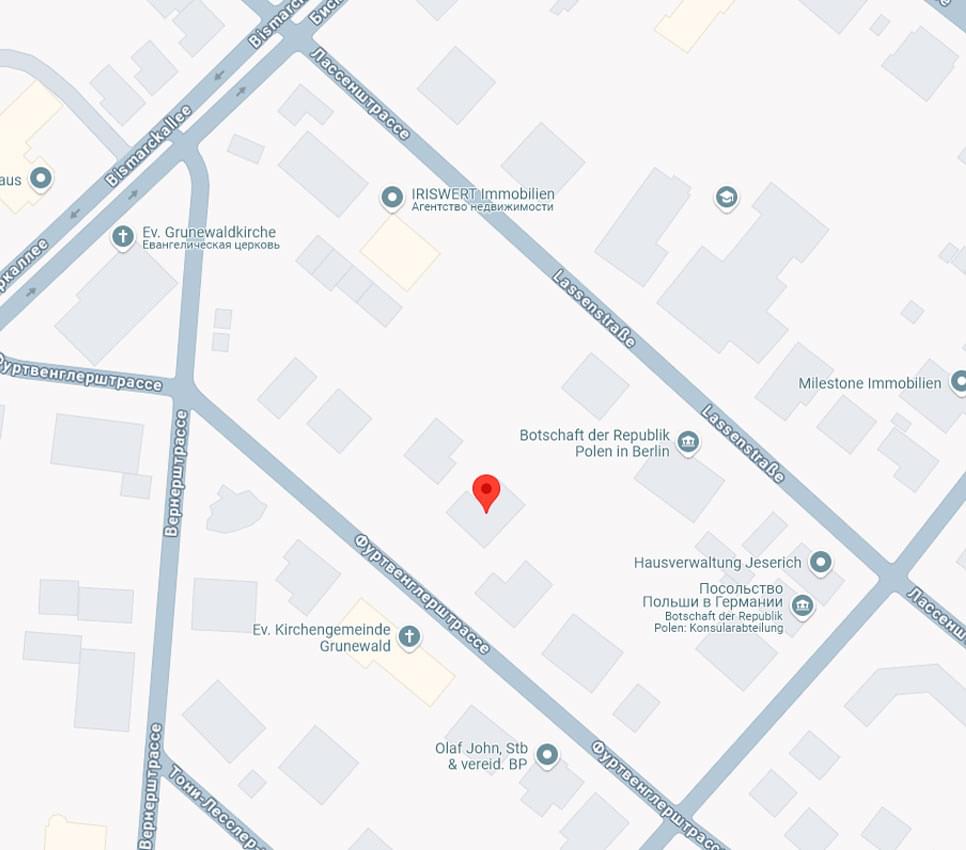 Bismarck
Бисм
Лассенштрассе
Bismarckallee
aus
IRISWERT Immobilien
Агентство недвижимости
Ev. Grunewaldkirche
Евангелическая церковь
ркаллее
Lassenstraße
Фуртвенглерштрассе
Milestone Immobilien
Botschaft der Republik
Polen in Berlin
Lassenstraße
Вернерштрассе
Фуртвенглерштрассе
Hausverwaltung Jeserich
Посольство
Польши в Германии
Botschaft der Republik
Polen: Konsularabteilung
Лассенш
Ev. Kirchengemeinde
Grunewald
Olaf John, Stb
& vereid. BP
Вернерштрассе
Тони-Лесслер-
Фуртвенглерштрасс